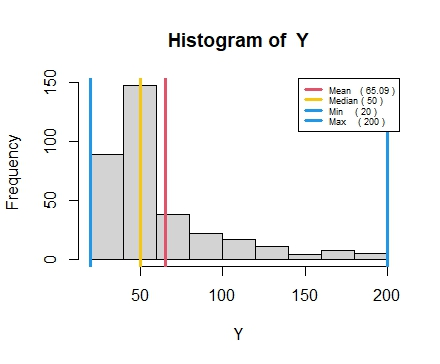 Histogram of Y
Mean ( 65.09 )
Median ( 50 )
Min ( 20 )
Max ( 200 )
Frequency
150
100
50
0
50
100
150
200
Y